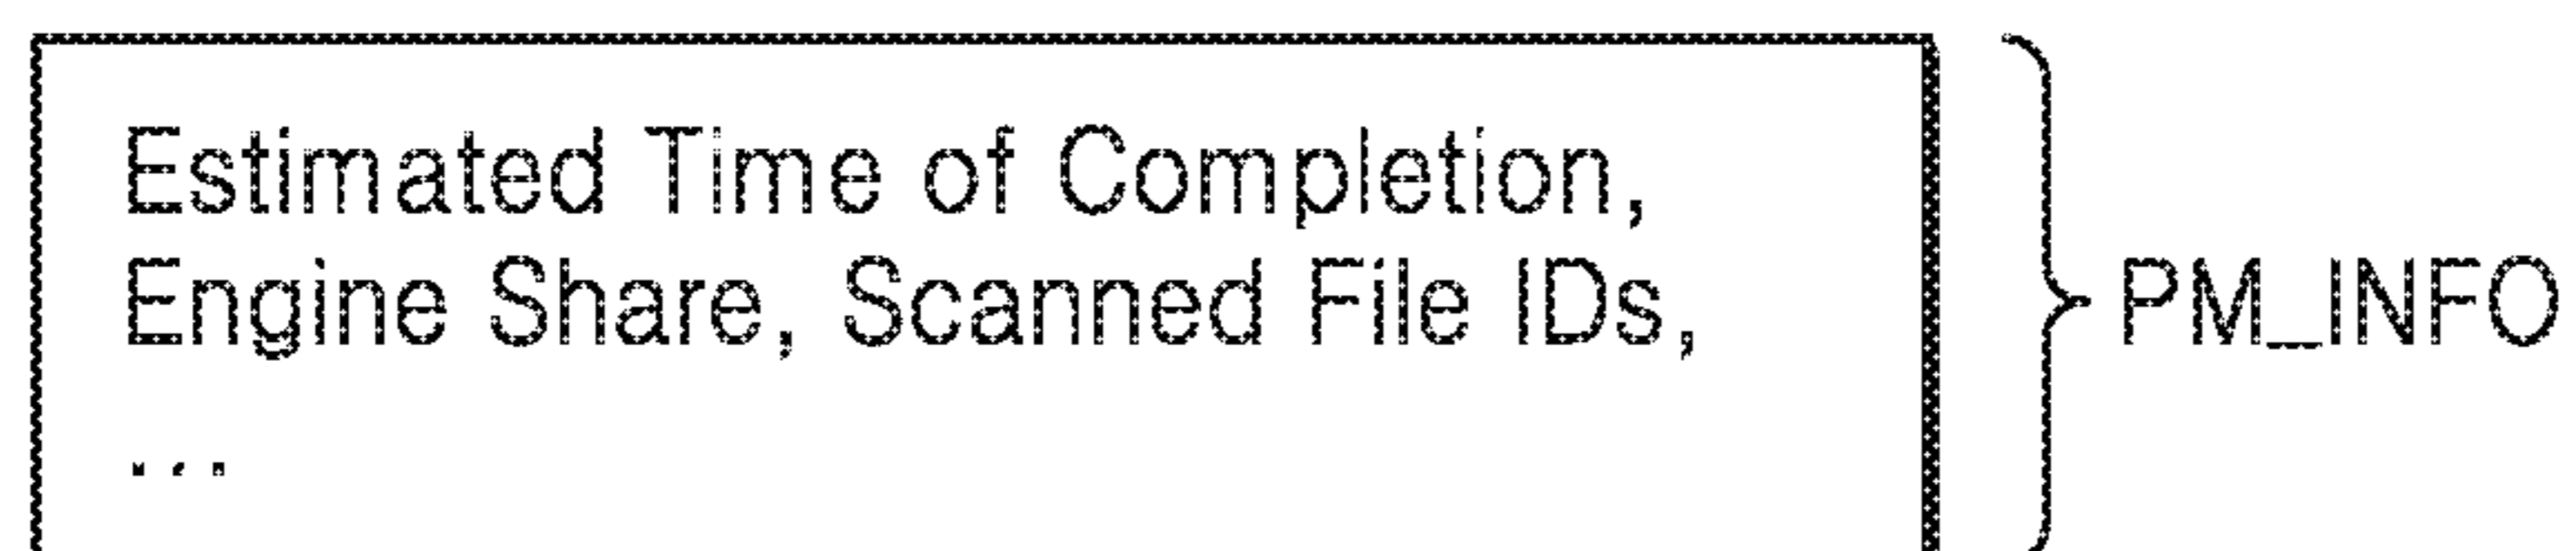 Estimated Time of Completion,
Engine Share, Scanned File IDs,
...
PM_INFO